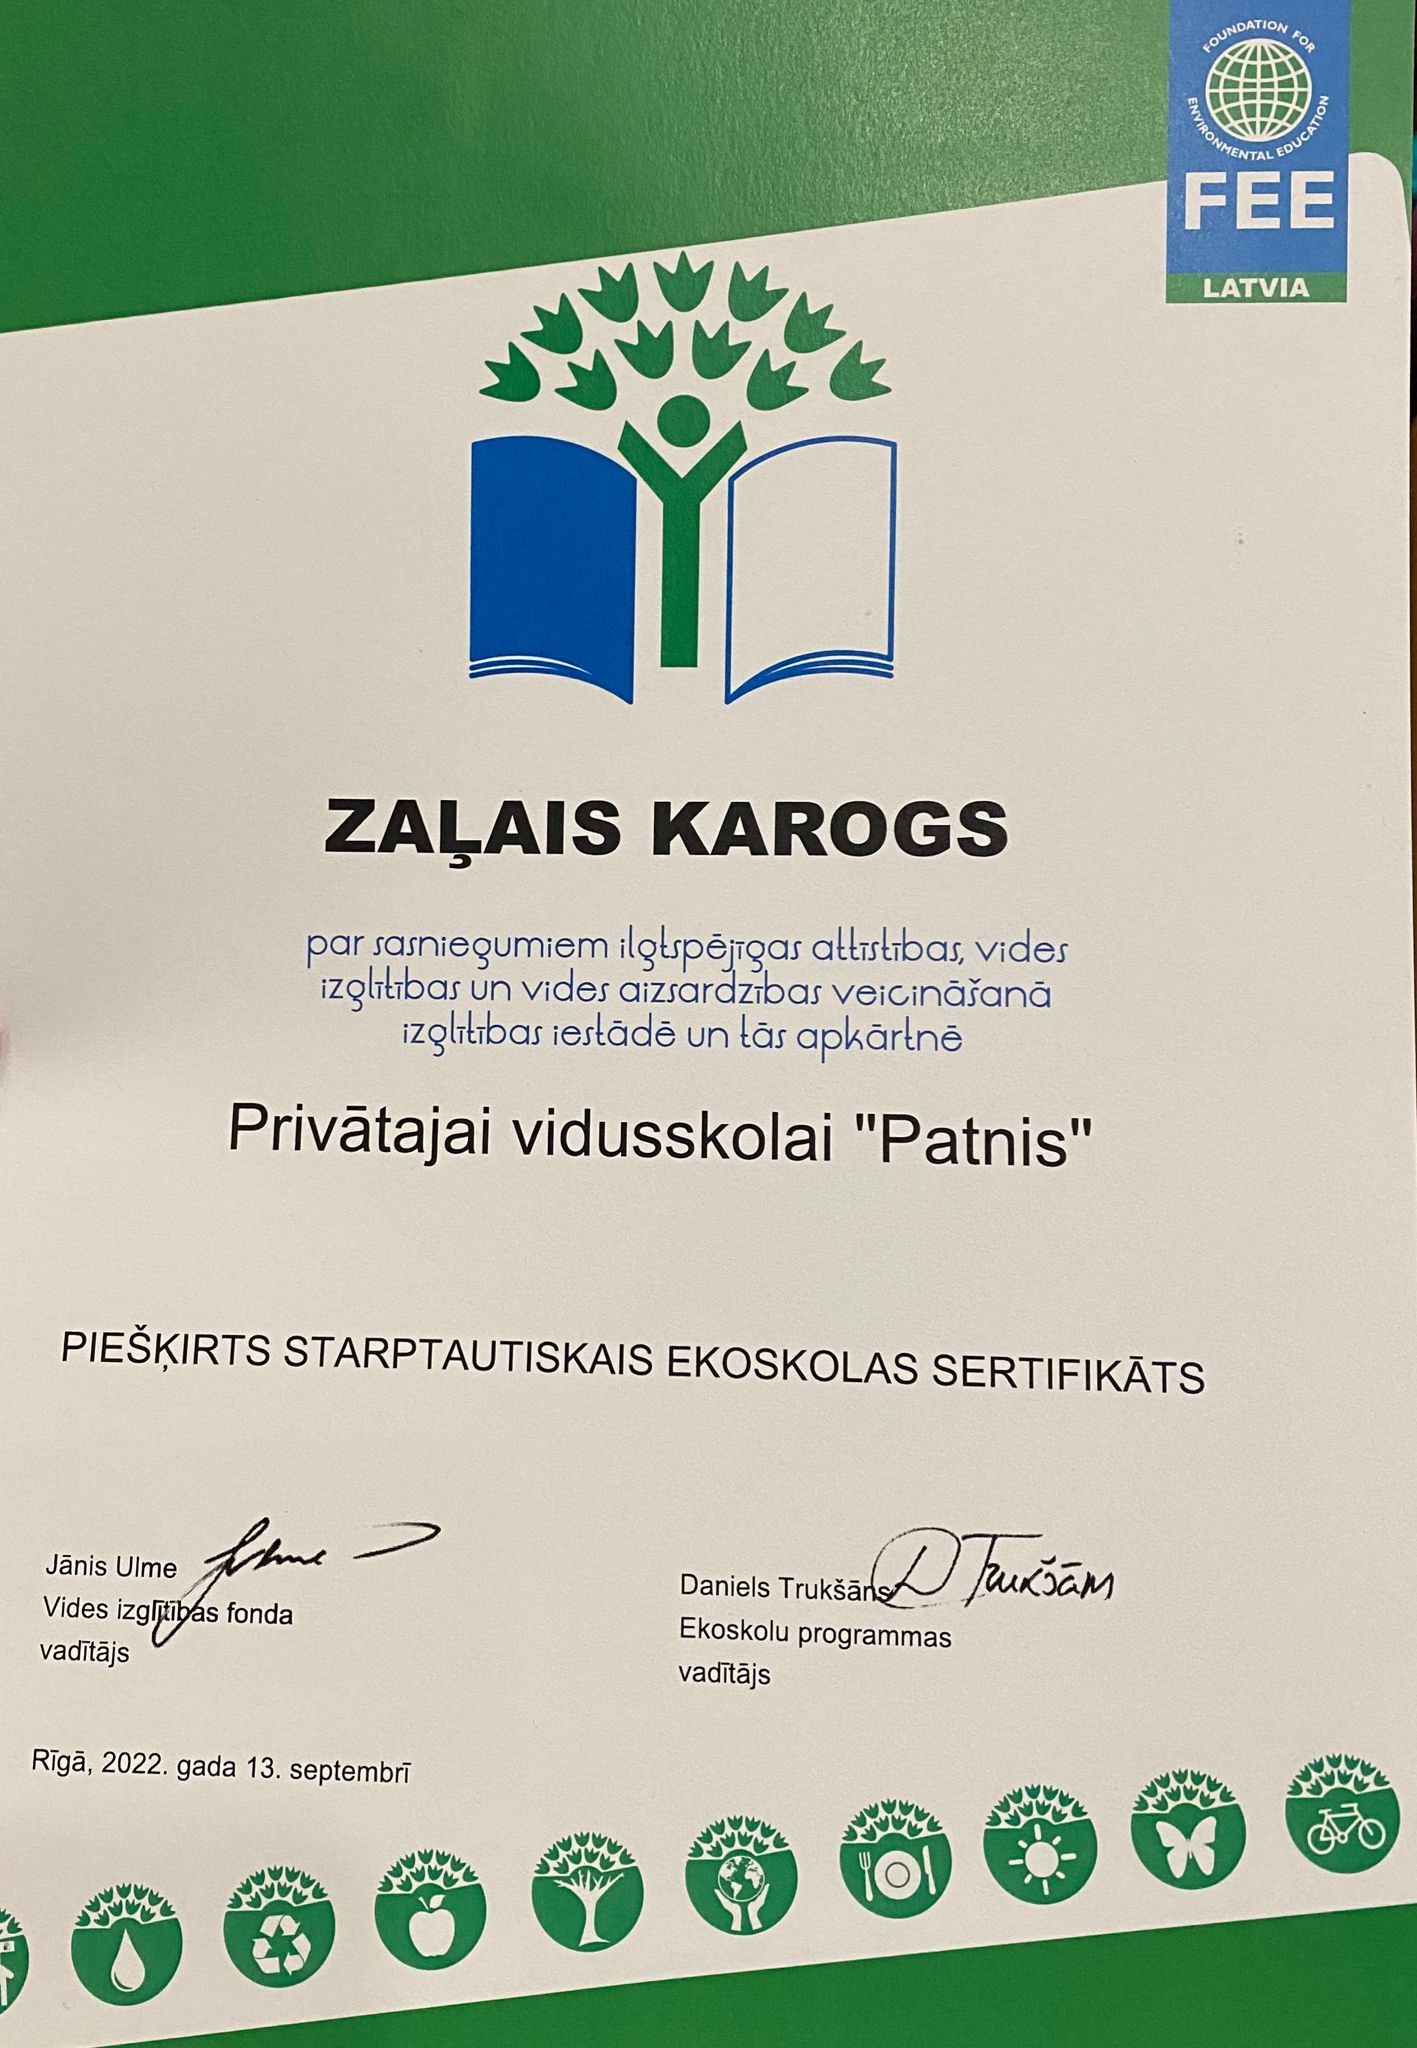 FOUNDATION FOR
ENVIRONMENTAL EDUCATION
FEE
LATVIA
ZAĻAIS KAROGS
par sasniegumiem ilgtspējīgas attīstības, vides
izglītības un vides aizsardzības veicināšanā
izglītības iestādē un tās apkārtnē
Privātajai vidusskolai "Patnis"
PIEŠĶIRTS STARPTAUTISKAIS EKOSKOLAS SERTIFIKĀTS
Jānis Ulme
Vides izglītības fonda
vadītājs
Daniels Trukšāns
D Trukšāns
Ekoskolu programmas
vadītājs
Rīgā, 2022. gada 13. septembrī